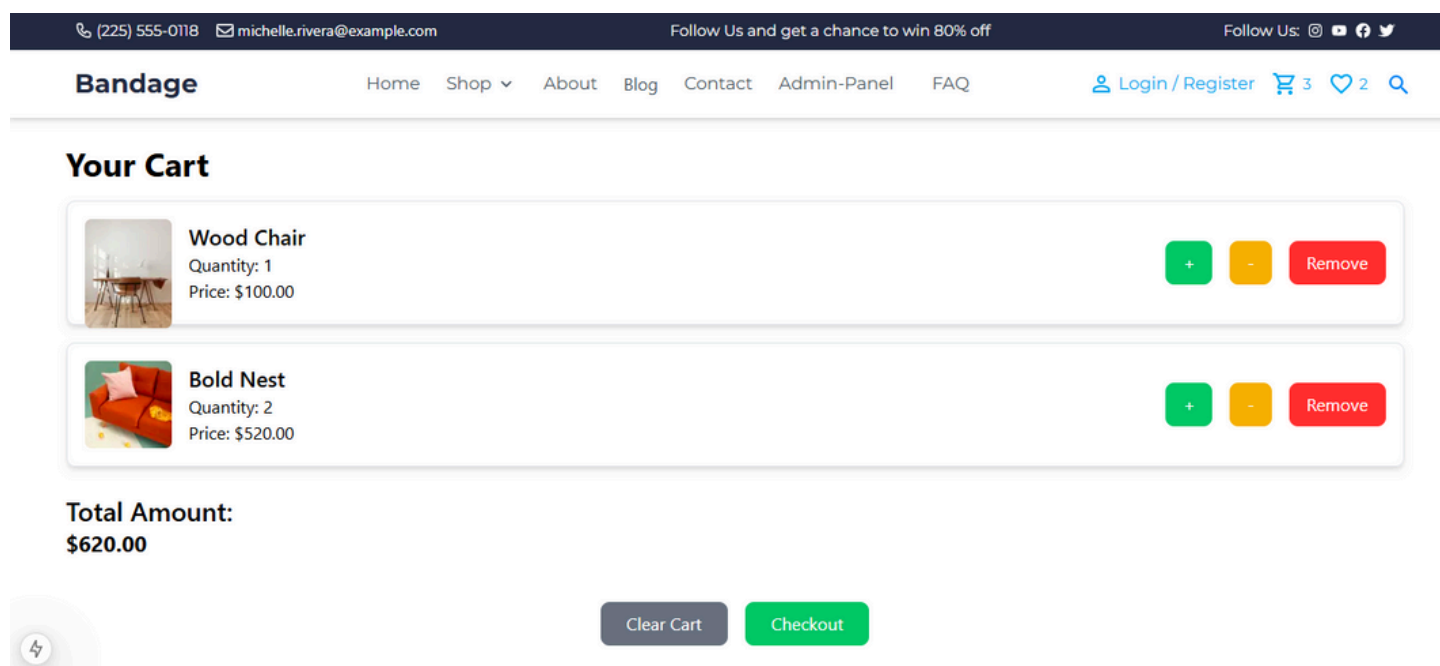 (225) 555-0118 michelle.rivera@example.com Follow Us and get a chance to win 80% off Follow Us:
Bandage Home Shop About Blog Contact Admin-Panel FAQ Login / Register 3 2
Your Cart
Wood Chair
Quantity: 1
Price: $100.00
+ - Remove
Bold Nest
Quantity: 2
Price: $520.00
+ - Remove
Total Amount:
$620.00
Clear Cart Checkout